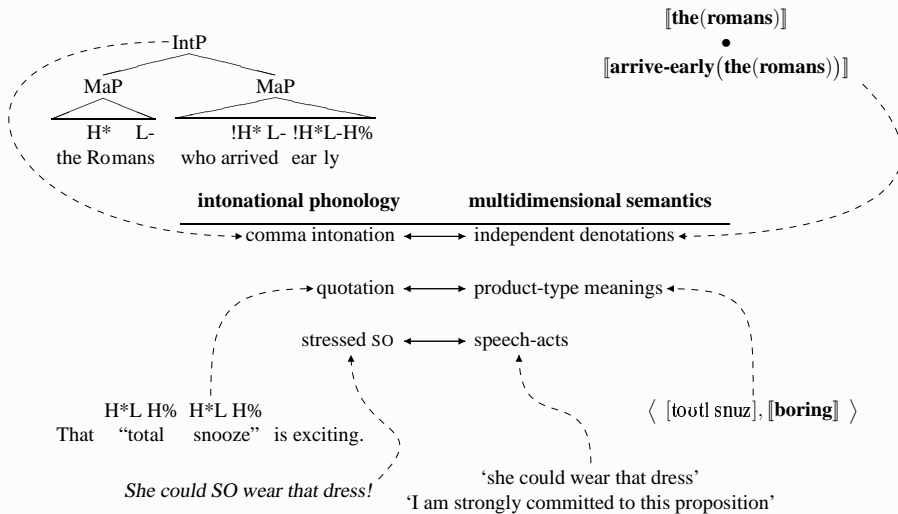 IntP
MaP MaP
H* L- !H* L- !H*L-H%
the Romans who arrived ear ly
⟦the(romans)⟧
•
⟦arrive-early(the(romans))⟧
intonational phonology multidimensional semantics
comma intonation independent denotations
quotation product-type meanings
stressed SO speech-acts
H*L H% H*L H%
That “total snooze” is exciting.
⟨ [toʊtl snuz], ⟦boring⟧ ⟩
She could SO wear that dress!
‘she could wear that dress’
‘I am strongly committed to this proposition’